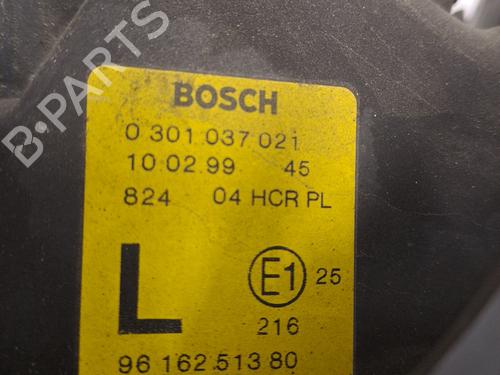 BOSCH
0 301 037 021
10 02 99 45
824 04 HCR PL
L E1 25
216
96 162 513 80
B-PARTS